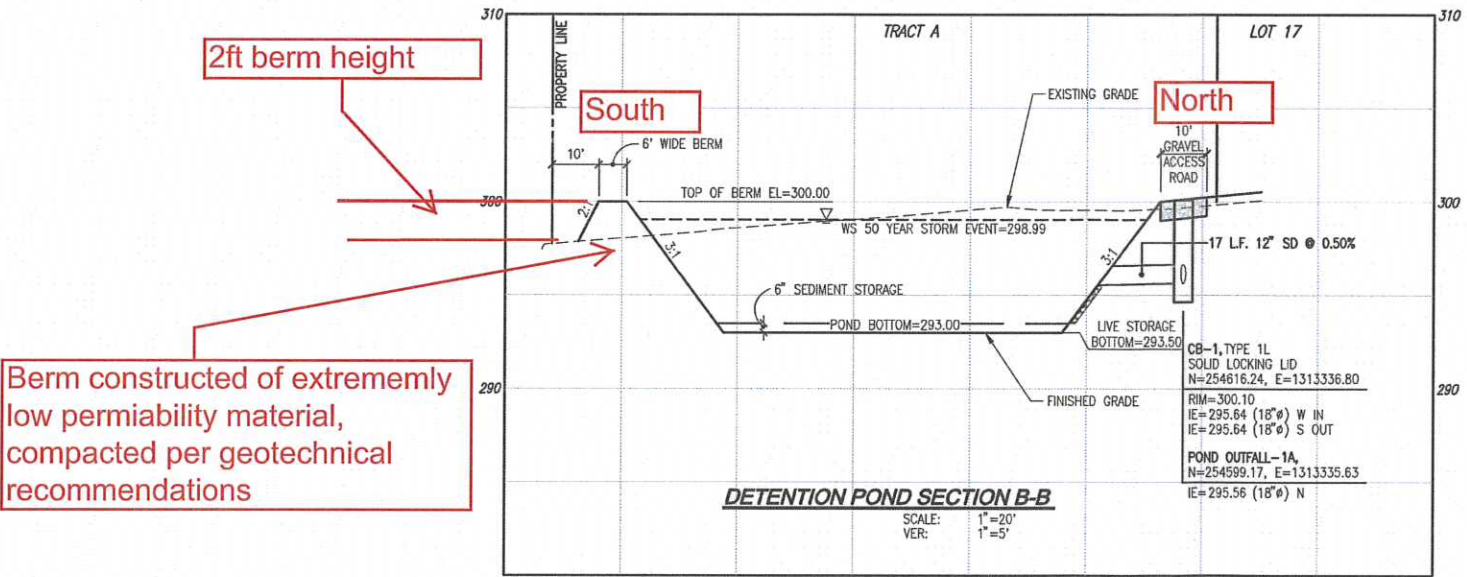 310
310
TRACT A
LOT 17
PROPERTY LINE
2ft berm height
South
North
EXISTING GRADE
10'
6' WIDE BERM
10'
GRAVEL
ACCESS
ROAD
300
TOP OF BERM EL=300.00
300
2:1
WS 50 YEAR STORM EVENT=298.99
3:1
3:1
17 L.F. 12" SD @ 0.50%
6" SEDIMENT STORAGE
POND BOTTOM=293.00
LIVE STORAGE
BOTTOM=293.50
CB-1, TYPE 1L
SOLID LOCKING LID
N=254616.24, E=1313336.80
RIM=300.10
IE=295.64 (18"ø) W IN
IE=295.64 (18"ø) S OUT
POND OUTFALL-1A,
N=254599.17, E=1313335.63
IE=295.56 (18"ø) N
Berm constructed of extrememly
low permiability material,
compacted per geotechnical
recommendations
290
FINISHED GRADE
290
DETENTION POND SECTION B-B
SCALE: 1"=20'
VER: 1"=5'